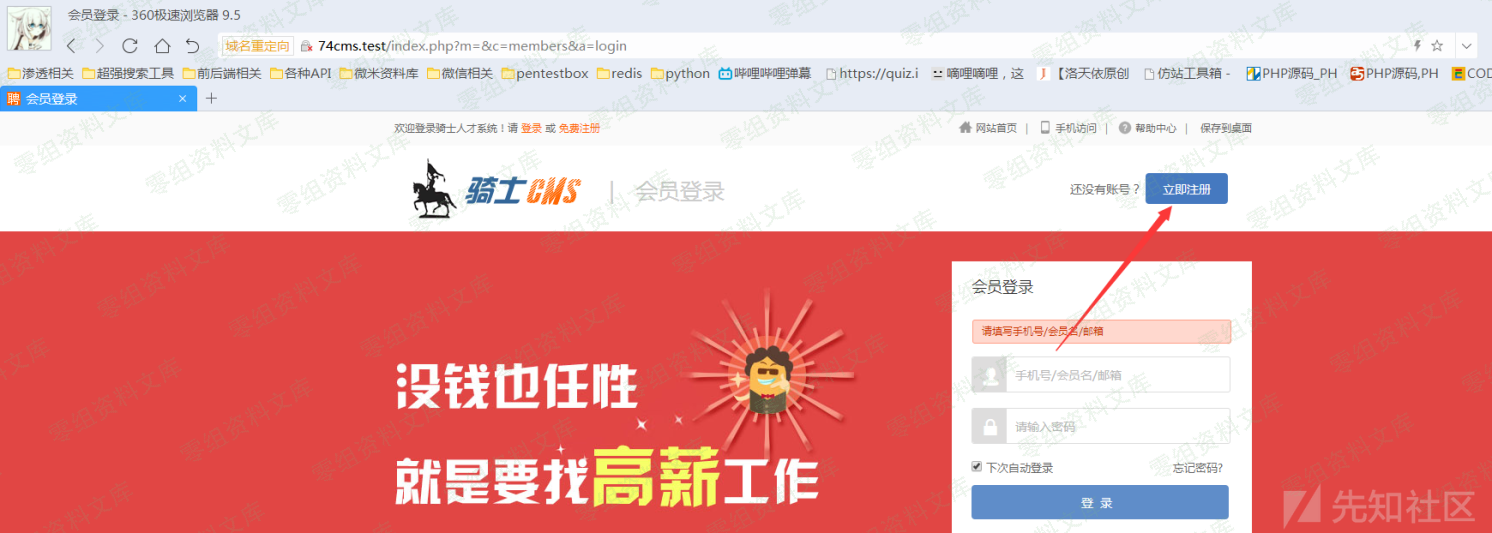 会员登录 - 360极速浏览器 9.5
域名重定向 74cms.test/index.php?m=&c=members&a=login
渗透相关 超强搜索工具 前后端相关 各种API 微米资料库 微信相关 pentestbox redis python 哔哩哔哩弹幕 https://quiz.i 嘀哩嘀哩，这 【洛天依原创 仿站工具箱 - PHP源码_PH PHP源码,PH COD
聘 会员登录 × +
欢迎登录骑士人才系统！请 登录 或 免费注册 网站首页 | 手机访问 | 帮助中心 | 保存到桌面
骑士CMS | 会员登录 还没有账号？ 立即注册
会员登录
请填写手机号/会员名/邮箱
手机号/会员名/邮箱
没钱也任性
请输入密码
就是要找高薪工作
下次自动登录 忘记密码?
登 录
先知社区
零组资料文库